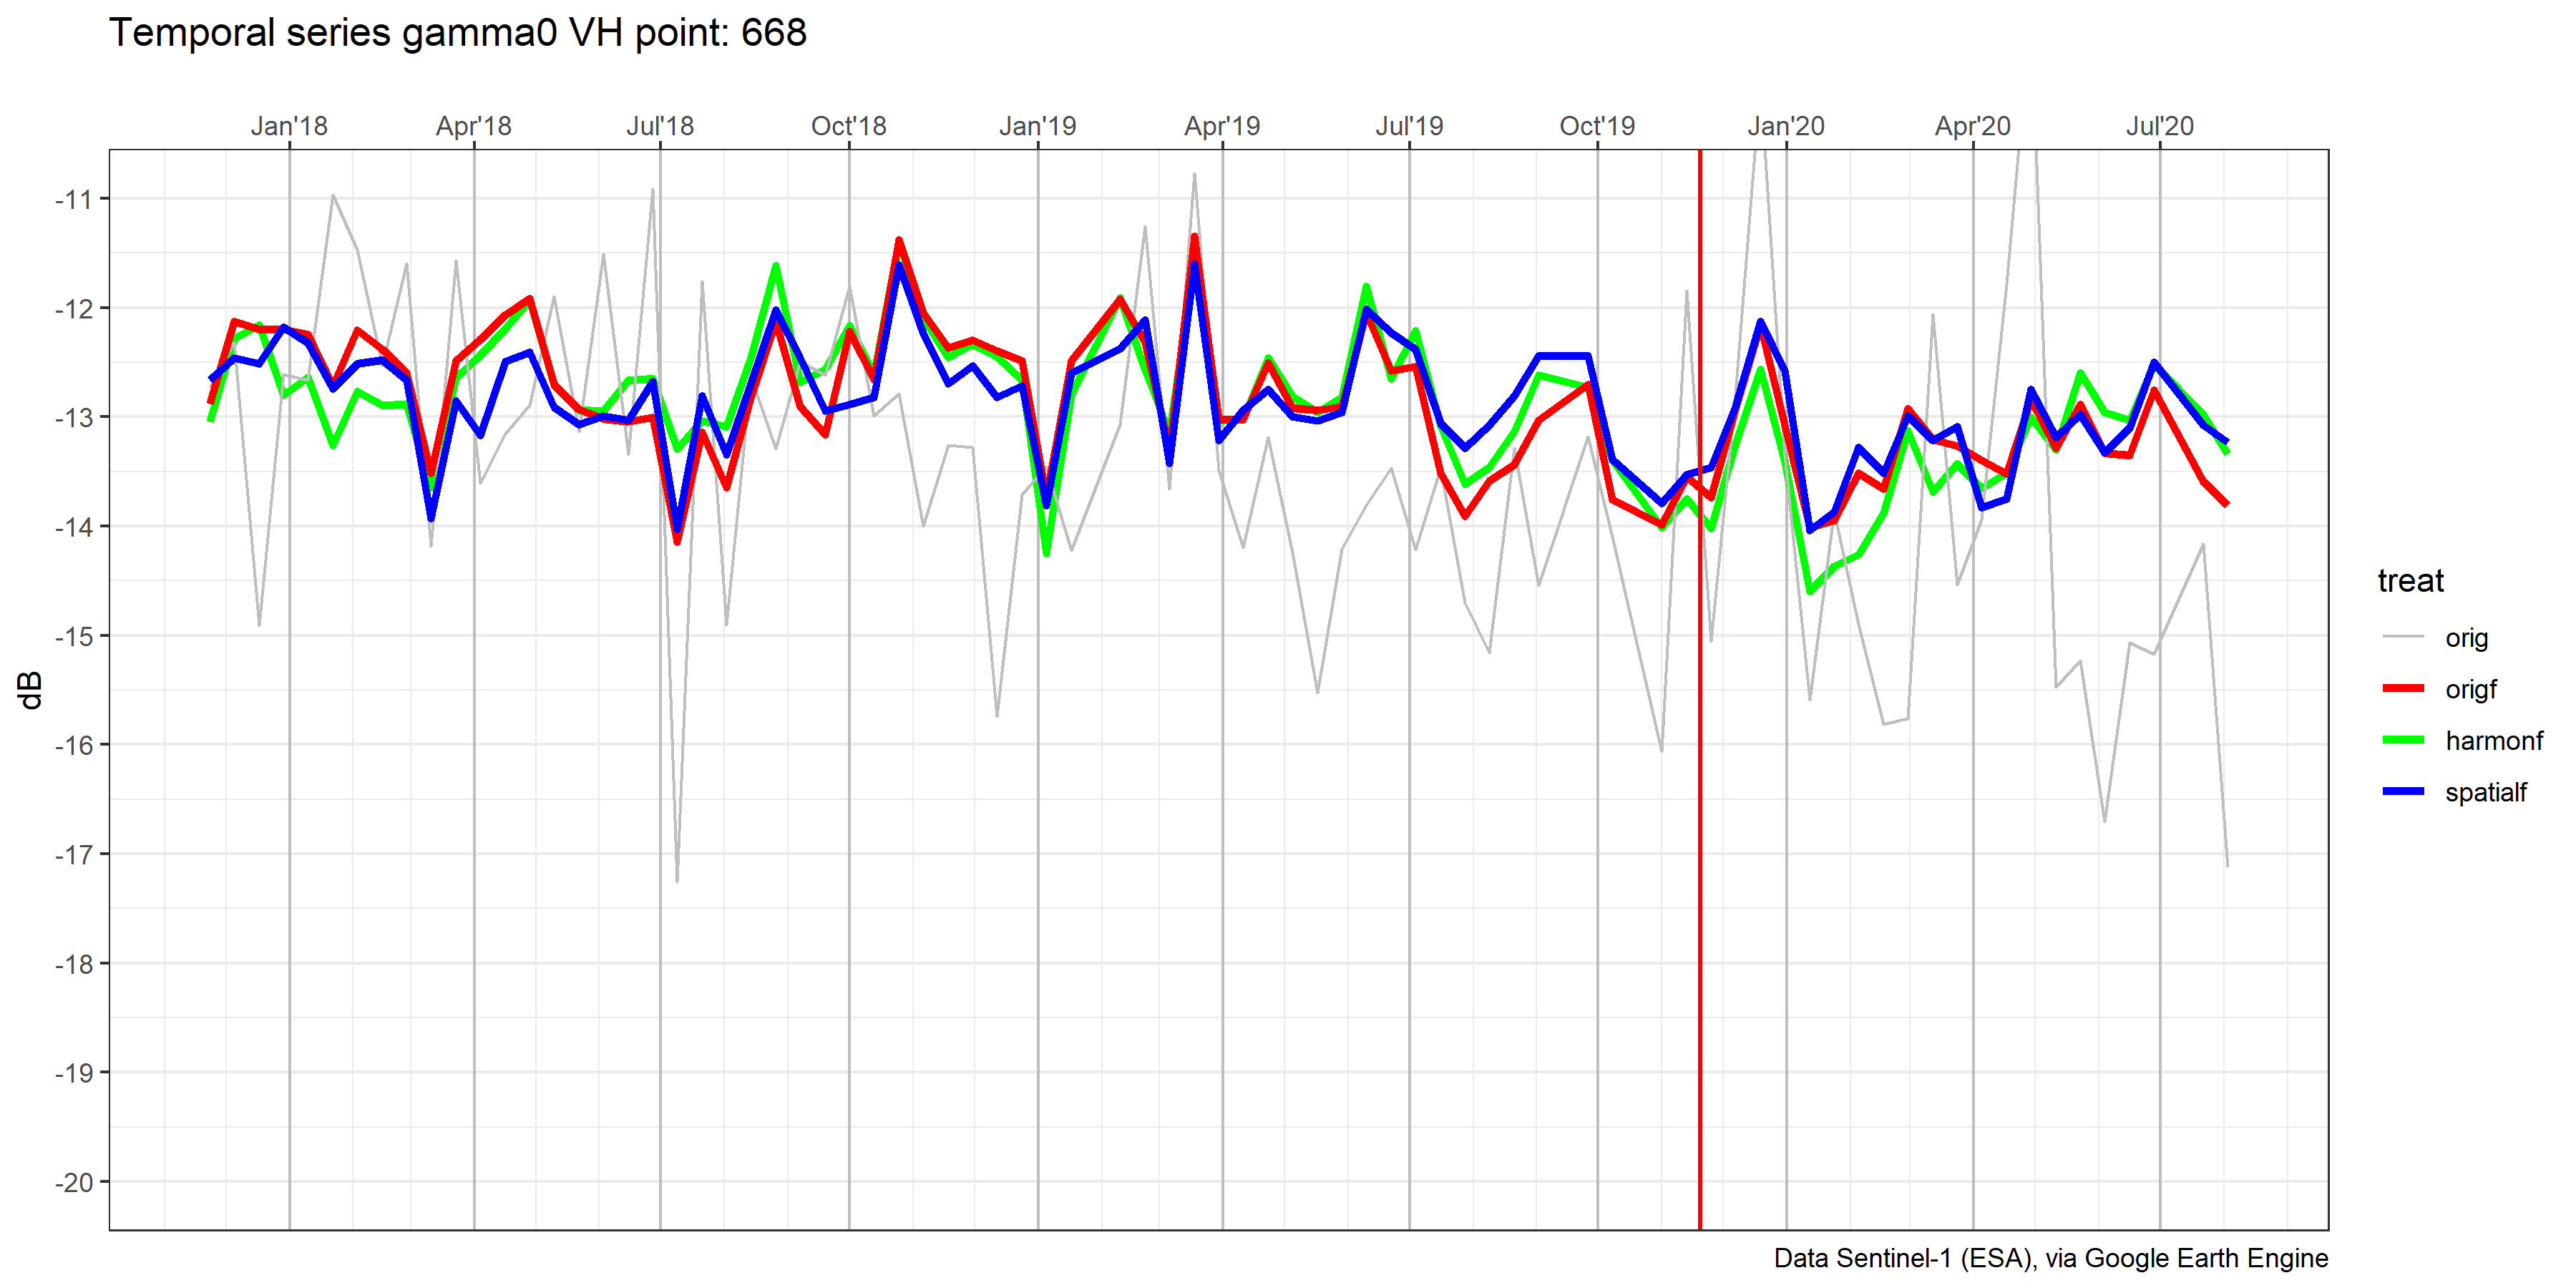 Temporal series gamma0 VH point: 668
Jan'18 Apr'18 Jul'18 Oct'18 Jan'19 Apr'19 Jul'19 Oct'19 Jan'20 Apr'20 Jul'20
-11
-12
-13
-14
-15
-16
-17
-18
-19
-20
dB
treat
orig
origf
harmonf
spatialf
Data Sentinel-1 (ESA), via Google Earth Engine